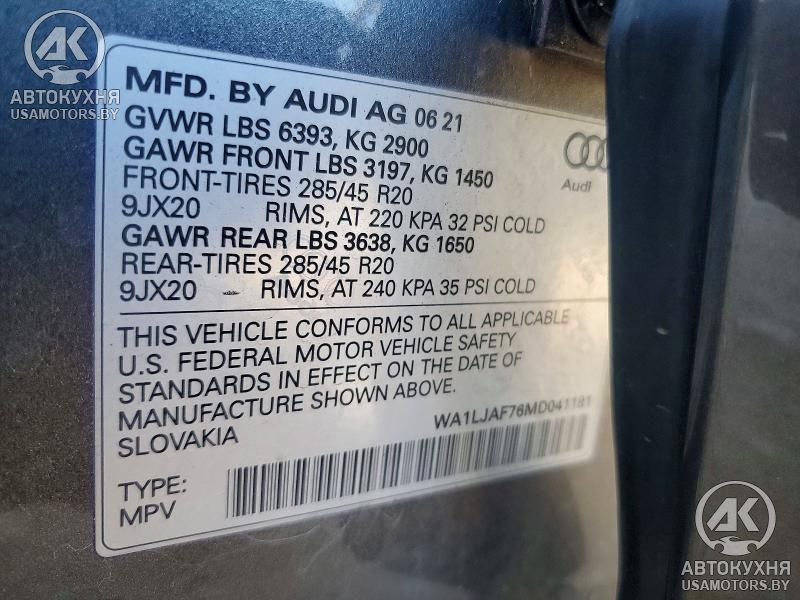 AK
АВТОКУХНЯ
USAMOTORS.BY
MFD. BY AUDI AG 06 21
GVWR LBS 6393, KG 2900
GAWR FRONT LBS 3197, KG 1450
FRONT-TIRES 285/45 R20
9JX20 RIMS, AT 220 KPA 32 PSI COLD
GAWR REAR LBS 3638, KG 1650
REAR-TIRES 285/45 R20
9JX20 RIMS, AT 240 KPA 35 PSI COLD
Audi
THIS VEHICLE CONFORMS TO ALL APPLICABLE
U.S. FEDERAL MOTOR VEHICLE SAFETY
STANDARDS IN EFFECT ON THE DATE OF
MANUFACTURE SHOWN ABOVE.
SLOVAKIA
WA1LJAF76MD041181
TYPE:
MPV
AK
АВТОКУХНЯ
USAMOTORS.BY